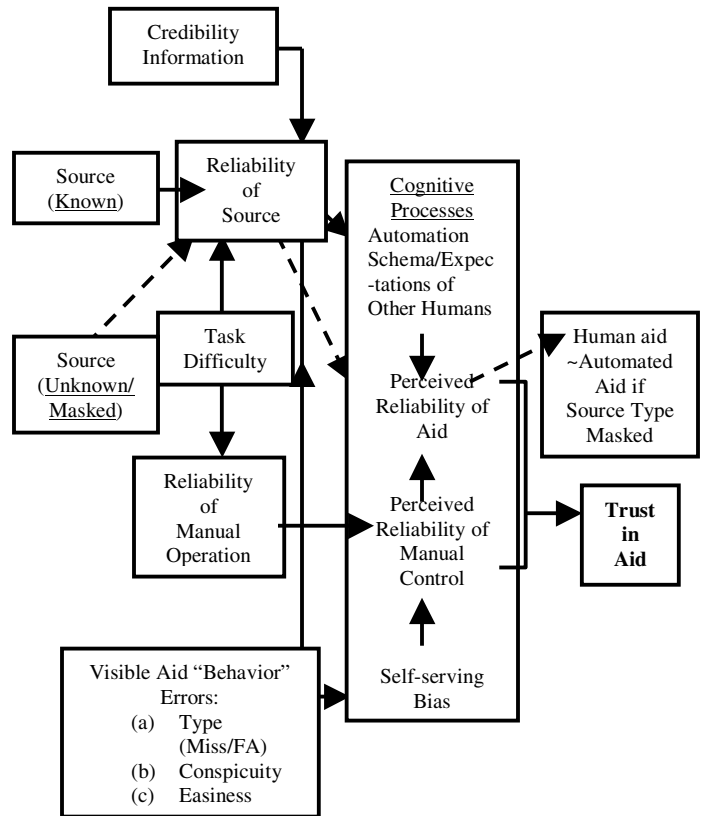 Credibility
Information
Source
(Known)
Reliability
of
Source
Cognitive
Processes
Automation
Schema/Expec
-tations of
Other Humans
Source
(Unknown/
Masked)
Task
Difficulty
Perceived
Reliability of
Aid
Human aid
~Automated
Aid if
Source Type
Masked
Reliability
of
Manual
Operation
Perceived
Reliability of
Manual
Control
Trust
in
Aid
Visible Aid “Behavior”
Errors:
(a) Type
(Miss/FA)
(b) Conspicuity
(c) Easiness
Self-serving
Bias